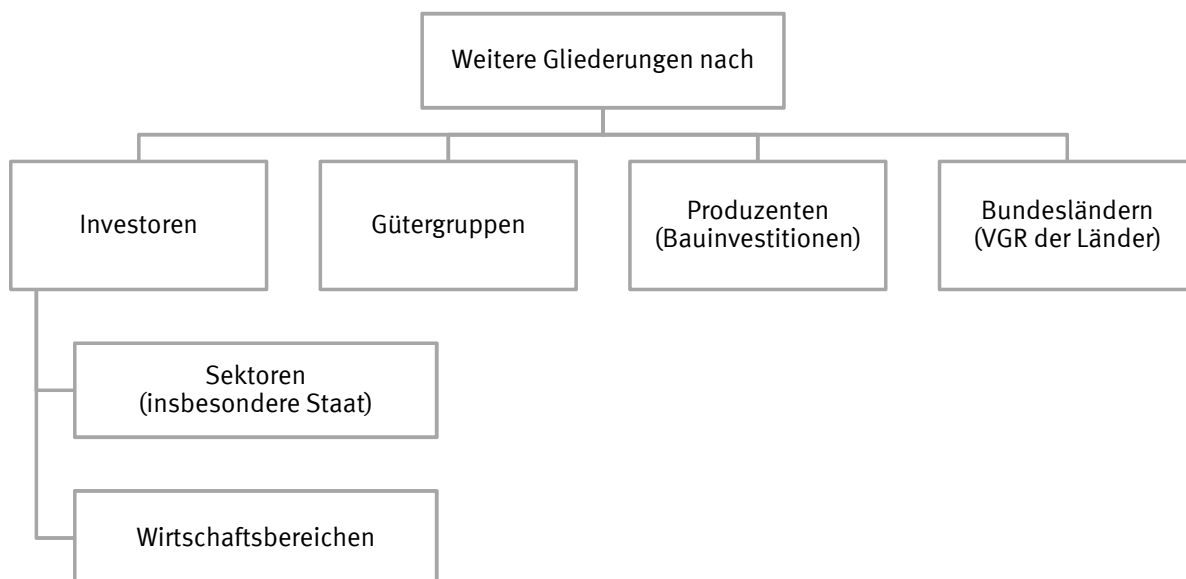 Weitere Gliederungen nach
Investoren
Gütergruppen
Produzenten
(Bauinvestitionen)
Bundesländern
(VGR der Länder)
Sektoren
(insbesondere Staat)
Wirtschaftsbereichen